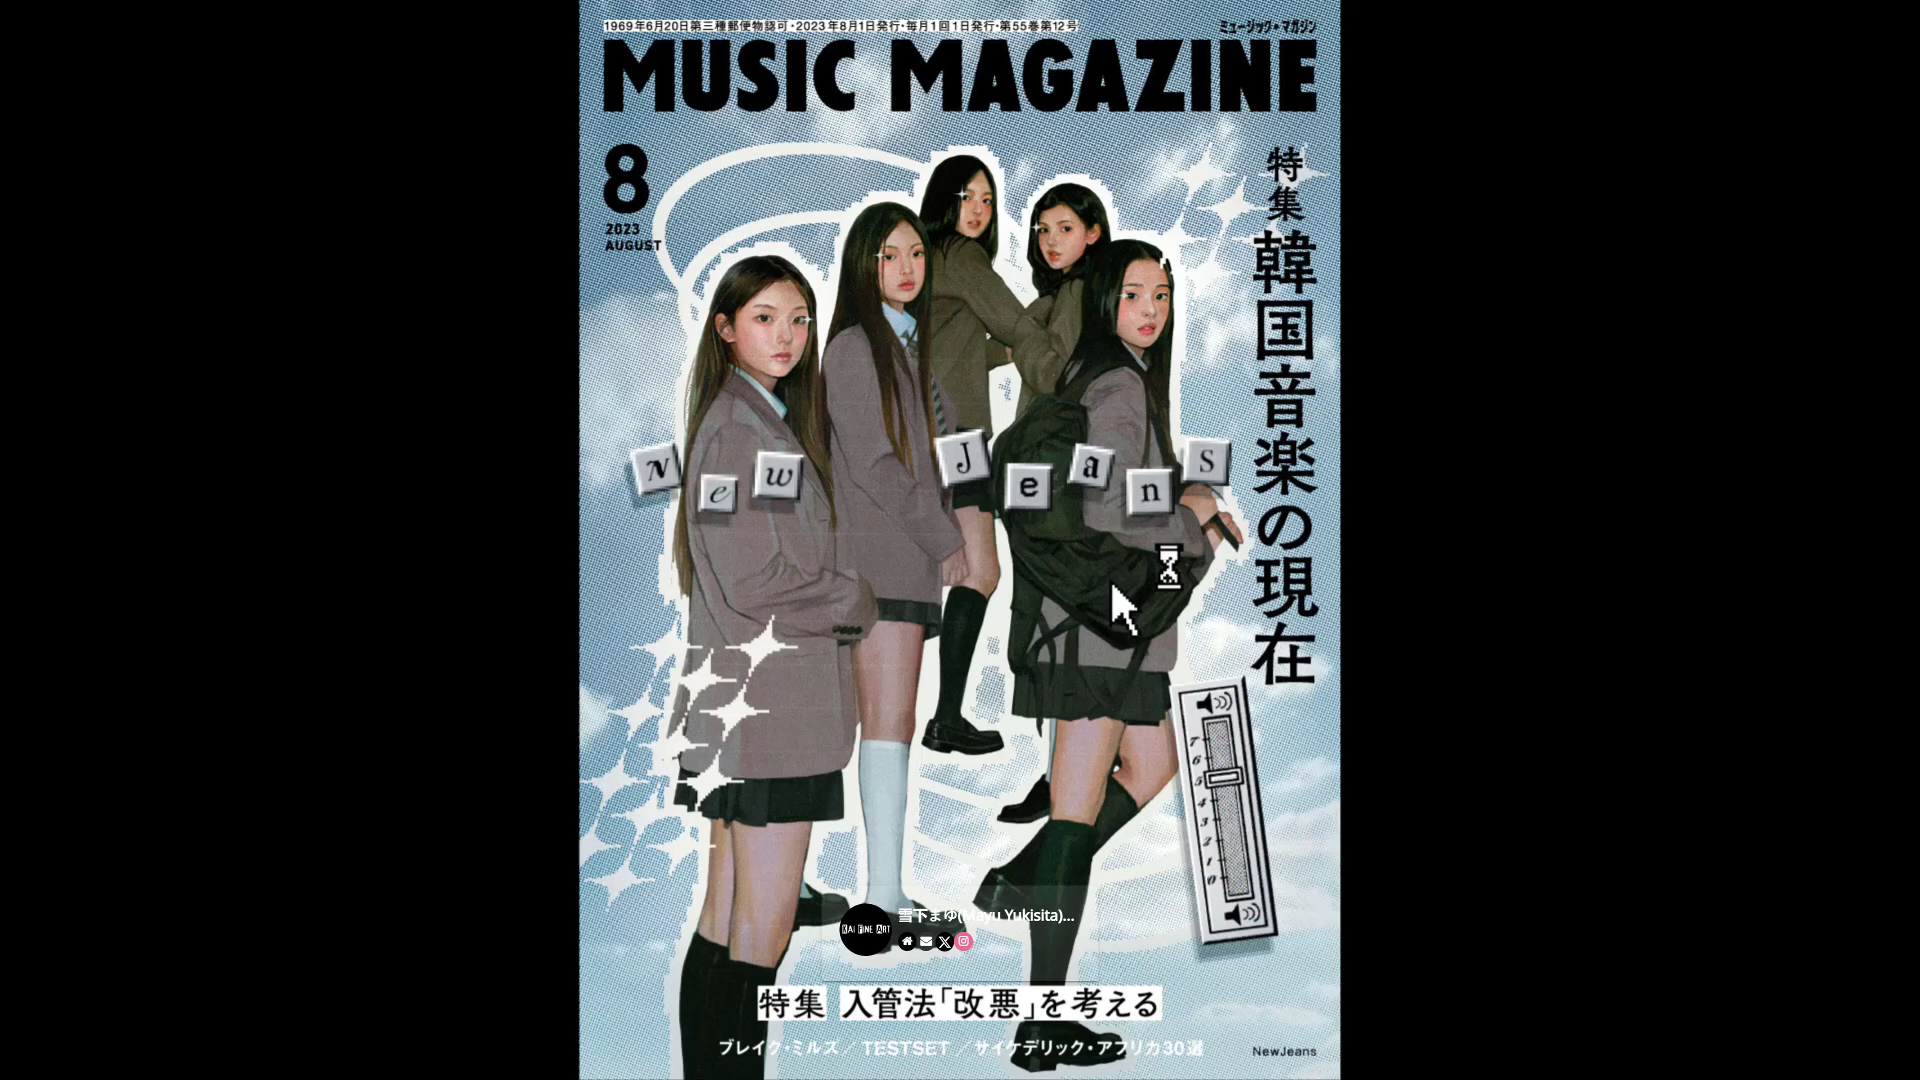 1969年6月20日第三種郵便物認可・2023年8月1日発行・毎月1回1日発行・第55巻第12号
ミュージック・マガジン
MUSIC MAGAZINE
8
2023
AUGUST
特集
韓国音楽の現在
New Jeans
7
6
5
4
3
2
1
0
雪下まゆ(Mayu Yukisita)...
KAI FINE ART
特集 入管法「改悪」を考える
ブレイク・ミルズ／TESTSET／サイケデリック・アフリカ30選
NewJeans